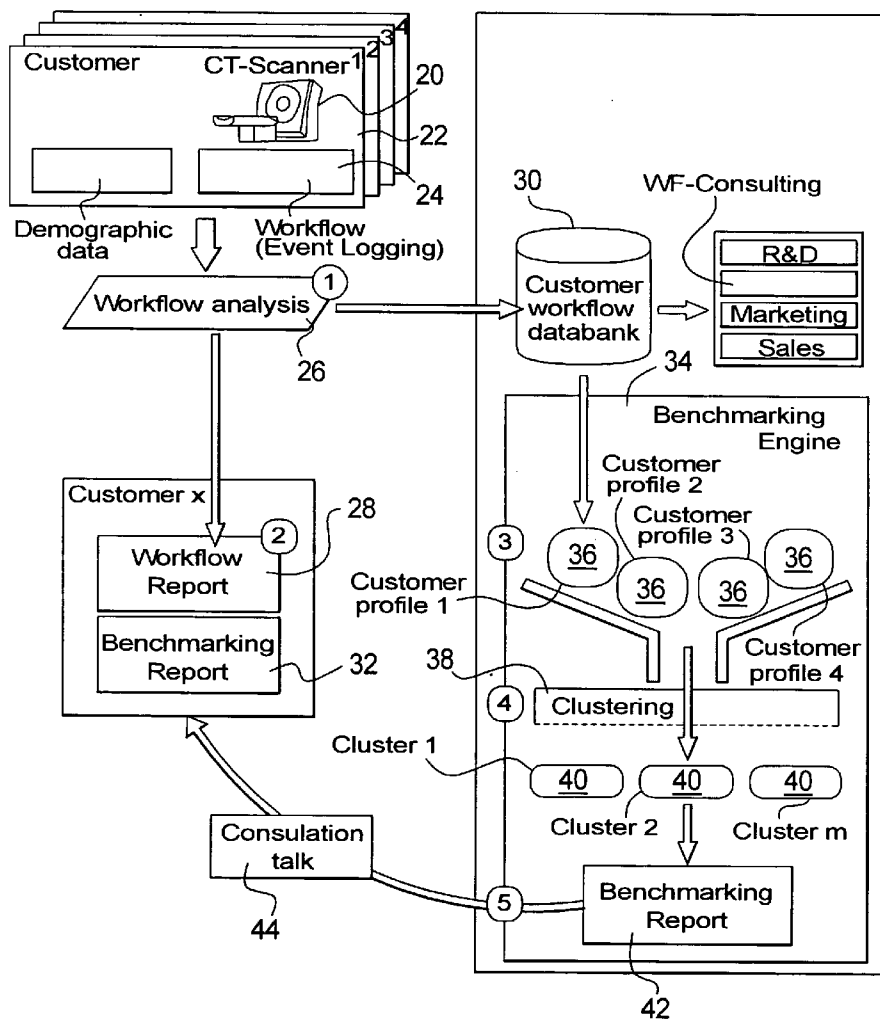 4
3
2
1
Customer
CT-Scanner
20
22
24
Demographic
data
Workflow
(Event Logging)
1
Workflow analysis
26
30
Customer
workflow
databank
WF-Consulting
R&D
Marketing
Sales
34
Benchmarking
Engine
Customer x
2
Workflow
Report
28
Benchmarking
Report
32
3
Customer
profile 1
Customer
profile 2
Customer
profile 3
Customer
profile 4
36
36
36
36
38
4
Clustering
Cluster 1
40
40
40
Cluster 2
Cluster m
Consulation
talk
44
5
Benchmarking
Report
42